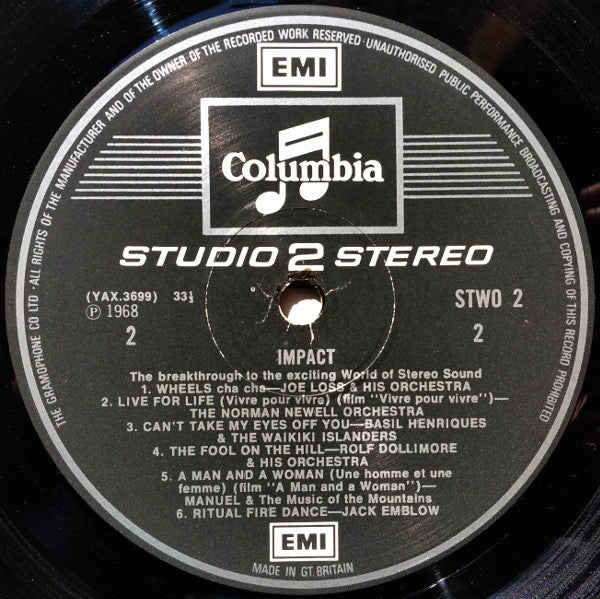 THE GRAMOPHONE CO LTD · ALL RIGHTS OF THE MANUFACTURER AND OF THE OWNER OF THE RECORDED WORK RESERVED · UNAUTHORISED PUBLIC PERFORMANCE BROADCASTING AND COPYING OF THIS RECORD PROHIBITED
EMI
Columbia
STUDIO 2 STEREO
(YAX.3699) 33⅓
Ⓟ 1968
2
STWO 2
2
IMPACT
The breakthrough to the exciting World of Stereo Sound
1. WHEELS cha cha—JOE LOSS & HIS ORCHESTRA
2. LIVE FOR LIFE (Vivre pour vivre) (film "Vivre pour vivre")—
THE NORMAN NEWELL ORCHESTRA
3. CAN'T TAKE MY EYES OFF YOU—BASIL HENRIQUES
& THE WAIKIKI ISLANDERS
4. THE FOOL ON THE HILL—ROLF DOLLIMORE
& HIS ORCHESTRA
5. A MAN AND A WOMAN (Une homme et une
femme) (film "A Man and a Woman")—
MANUEL & The Music of the Mountains
6. RITUAL FIRE DANCE—JACK EMBLOW
EMI
MADE IN GT. BRITAIN